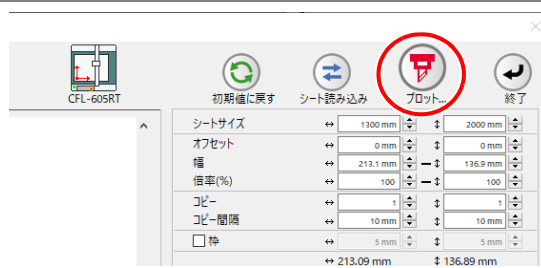 CFL-605RT
初期値に戻す シート読み込み プロット... 終了
シートサイズ ↔ 1300 mm ↕ 2000 mm
オフセット ↔ 0 mm ↕ 0 mm
幅 ↔ 213.1 mm ↕ 136.9 mm
倍率(%) ↔ 100 ↕ 100
コピー ↔ 1 ↕ 1
コピー間隔 ↔ 10 mm ↕ 10 mm
枠 ↔ 5 mm ↕ 5 mm
↔ 213.09 mm ↕ 136.89 mm